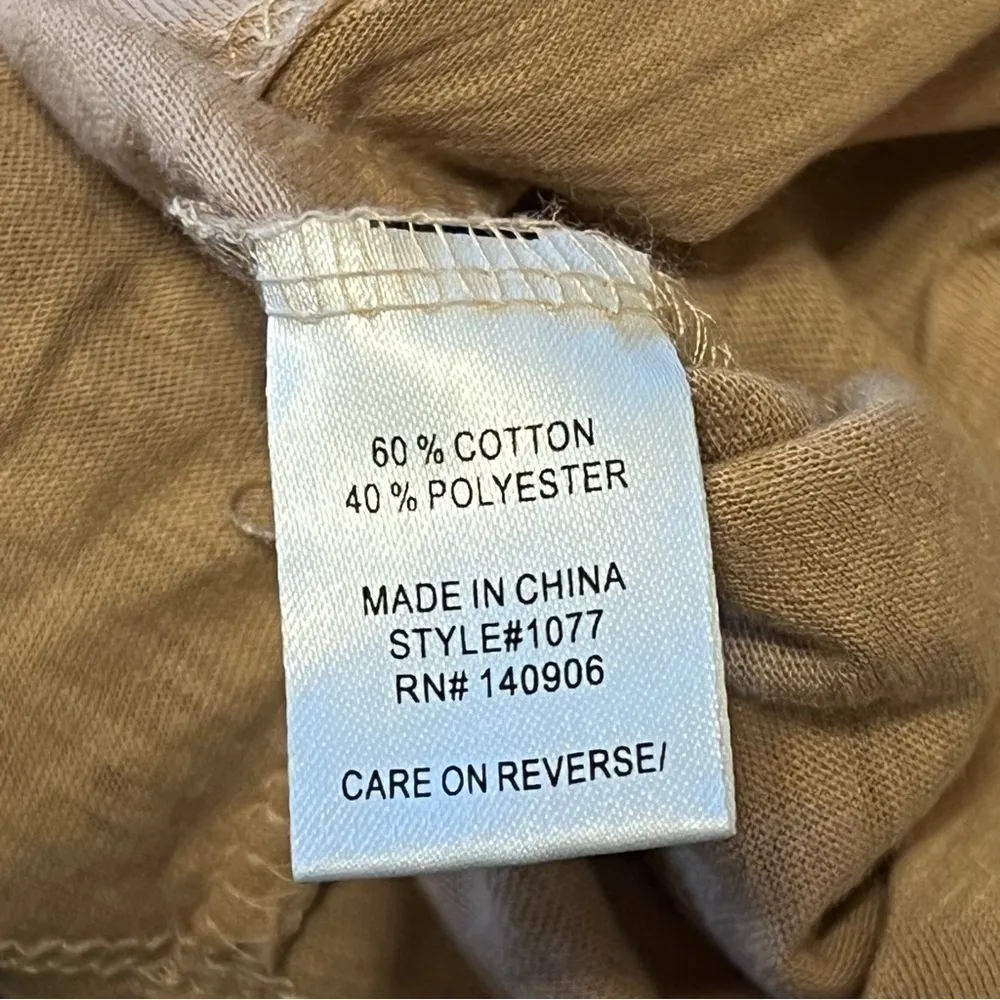 60 % COTTON
40 % POLYESTER
MADE IN CHINA
STYLE#1077
RN# 140906
CARE ON REVERSE/